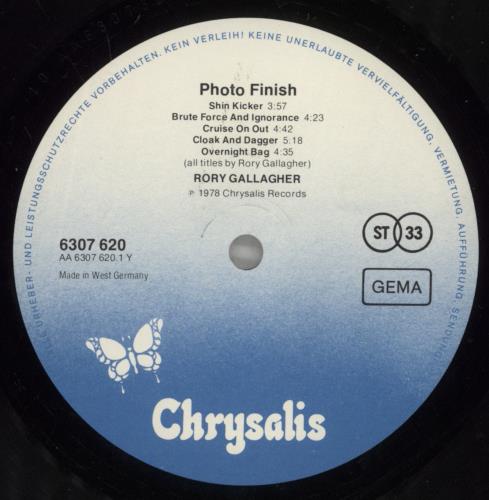 ALLE URHEBER- UND LEISTUNGSSCHUTZRECHTE VORBEHALTEN. KEIN VERLEIH! KEINE UNERLAUBTE VERVIELFÄLTIGUNG, VERMIETUNG, AUFFÜHRUNG, SENDUNG!
Photo Finish
Shin Kicker 3:57
Brute Force And Ignorance 4:23
Cruise On Out 4:42
Cloak And Dagger 5:18
Overnight Bag 4:35
(all titles by Rory Gallagher)
RORY GALLAGHER
℗ 1978 Chrysalis Records
6307 620
AA 6307 620.1 Y
Made in West Germany
ST 33
GEMA
Chrysalis